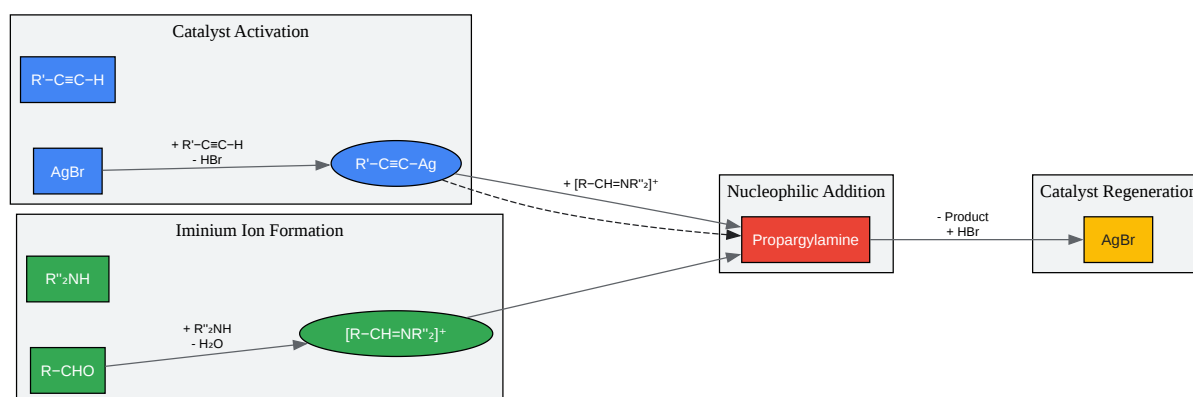 Catalyst Activation
R'−C≡C−H
AgBr
+ R'−C≡C−H
- HBr
R'−C≡C−Ag
+ [R−CH=NR"₂]⁺
Iminium Ion Formation
R"₂NH
R−CHO
+ R"₂NH
- H₂O
[R−CH=NR"₂]⁺
Nucleophilic Addition
Propargylamine
- Product
+ HBr
Catalyst Regeneration
AgBr